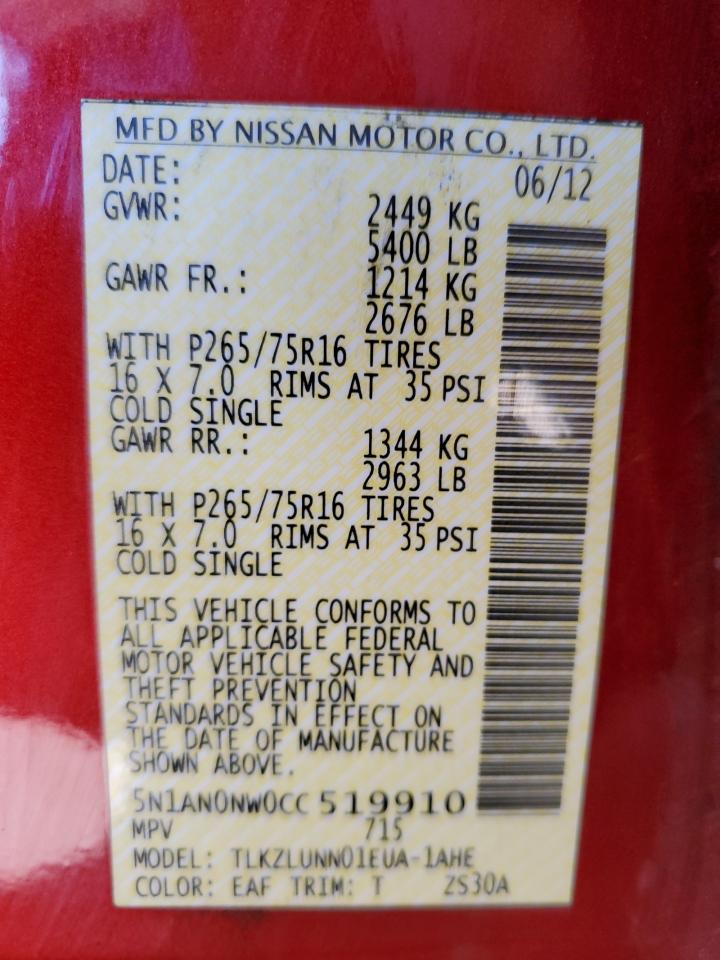 MFD BY NISSAN MOTOR CO., LTD.
DATE: 06/12
GVWR: 2449 KG
5400 LB
GAWR FR.: 1214 KG
2676 LB
WITH P265/75R16 TIRES
16 X 7.0 RIMS AT 35 PSI
COLD SINGLE
GAWR RR.: 1344 KG
2963 LB
WITH P265/75R16 TIRES
16 X 7.0 RIMS AT 35 PSI
COLD SINGLE
THIS VEHICLE CONFORMS TO
ALL APPLICABLE FEDERAL
MOTOR VEHICLE SAFETY AND
THEFT PREVENTION
STANDARDS IN EFFECT ON
THE DATE OF MANUFACTURE
SHOWN ABOVE.
5N1AN0NW0CC 519910
MPV 715
MODEL: TLKZLUNN01EUA-1AHE
COLOR: EAF TRIM: T ZS30A